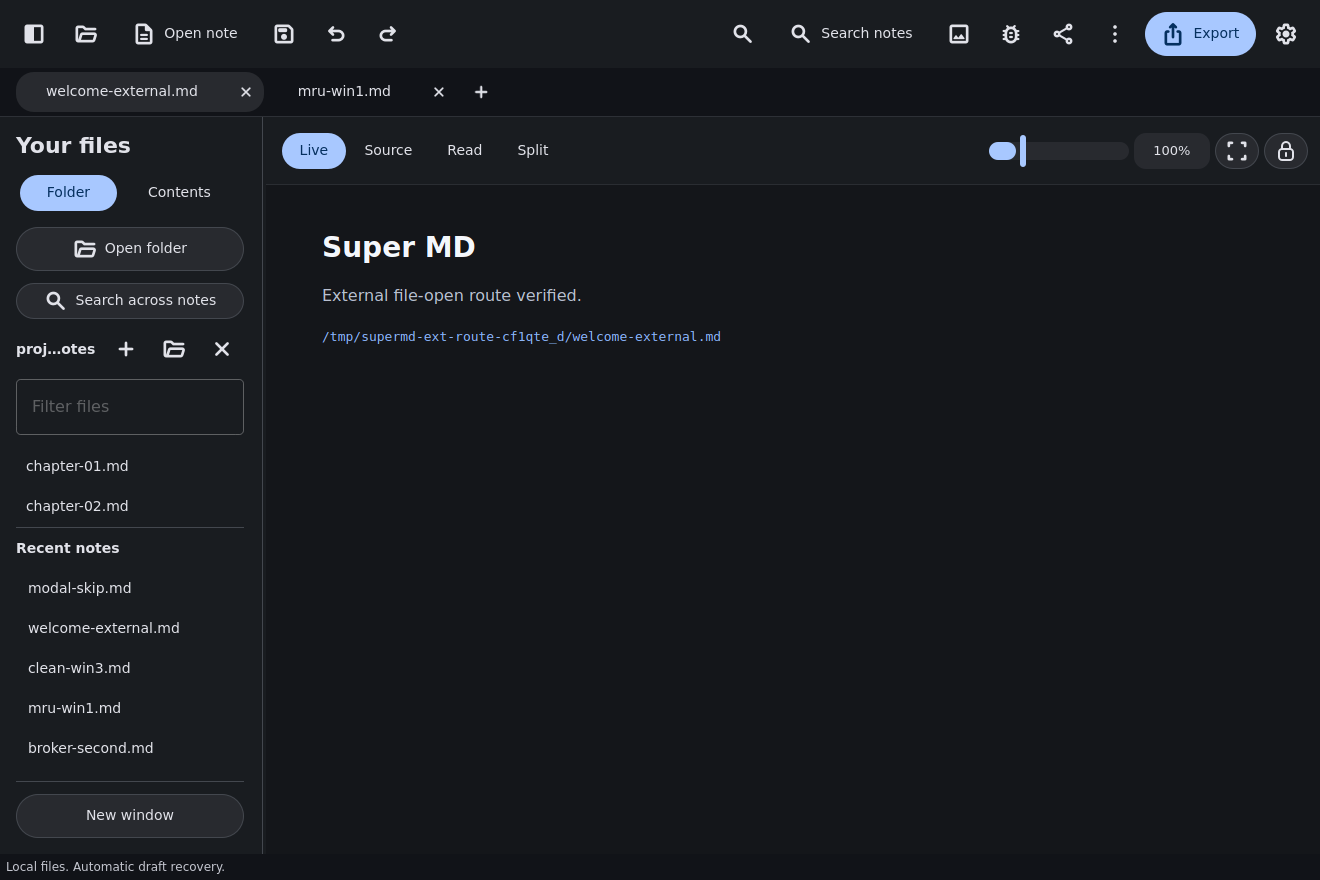 Open note
Search notes
Export
welcome-external.md
mru-win1.md
Your files
Folder
Contents
Open folder
Search across notes
proj…otes
Filter files
chapter-01.md
chapter-02.md
Recent notes
modal-skip.md
welcome-external.md
clean-win3.md
mru-win1.md
broker-second.md
New window
Live
Source
Read
Split
100%
Super MD
External file-open route verified.
/tmp/supermd-ext-route-cf1qte_d/welcome-external.md
Local files. Automatic draft recovery.